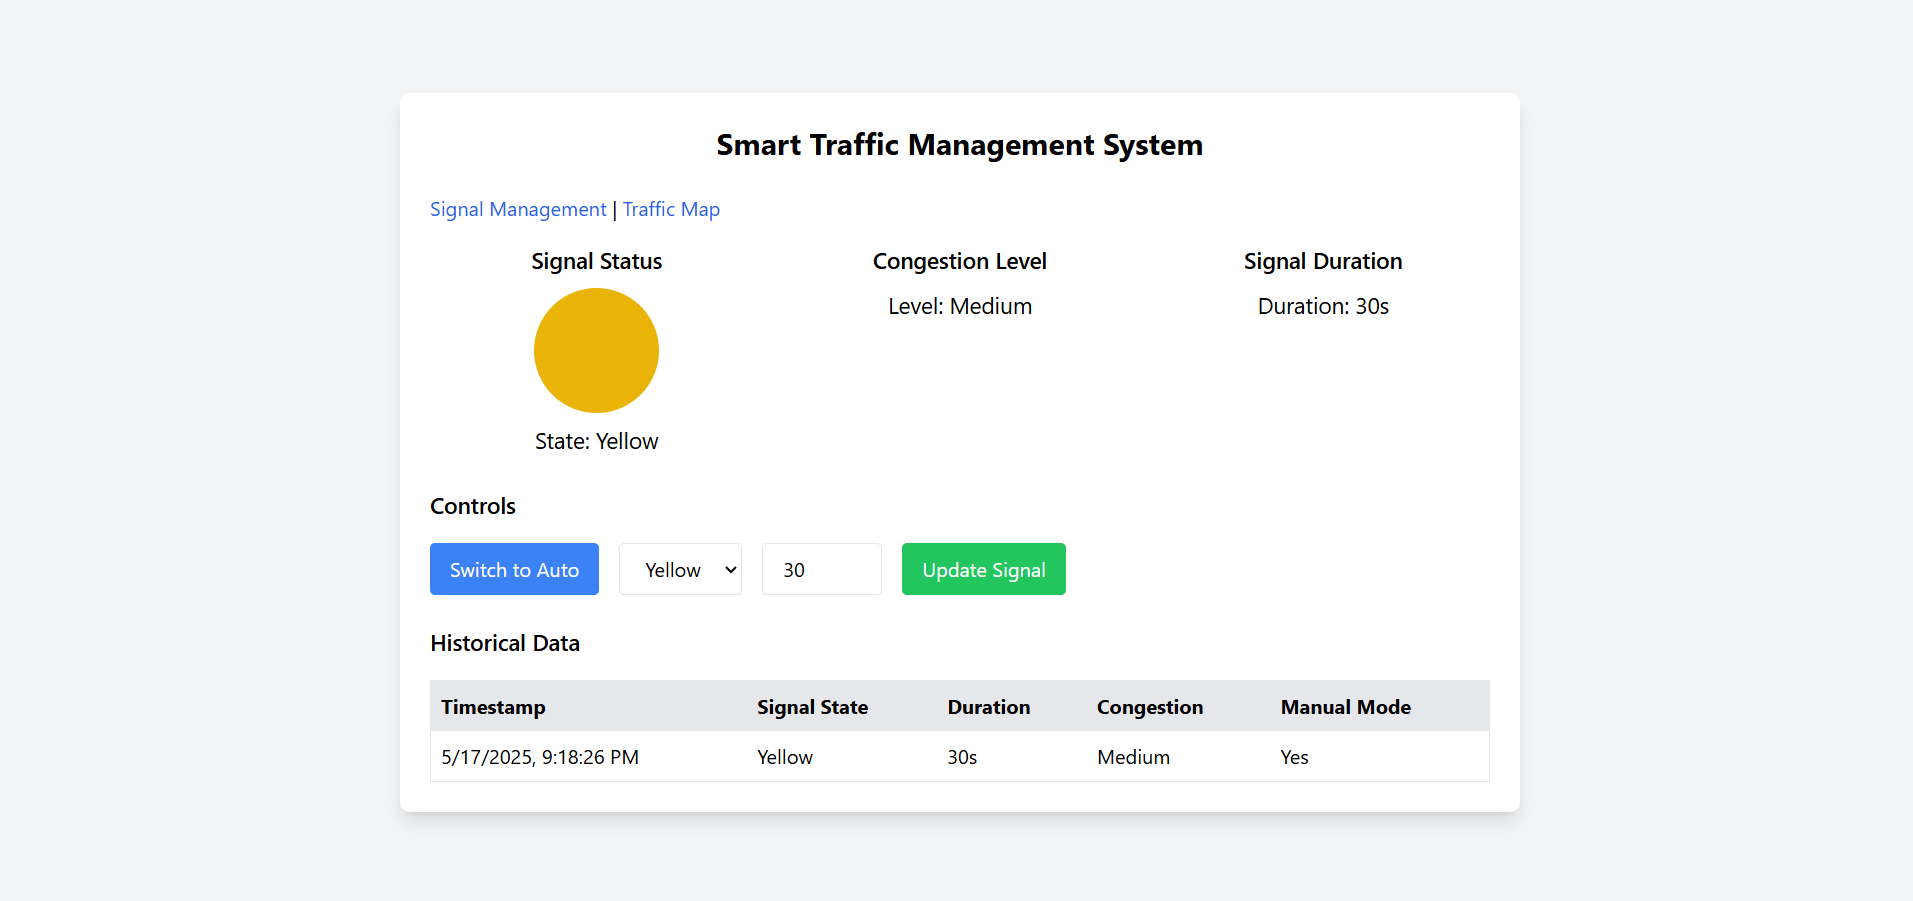 Smart Traffic Management System
Signal Management | Traffic Map
Signal Status
Congestion Level
Signal Duration
Level: Medium
Duration: 30s
State: Yellow
Controls
Switch to Auto
Yellow
30
Update Signal
Historical Data
Timestamp Signal State Duration Congestion Manual Mode
5/17/2025, 9:18:26 PM Yellow 30s Medium Yes